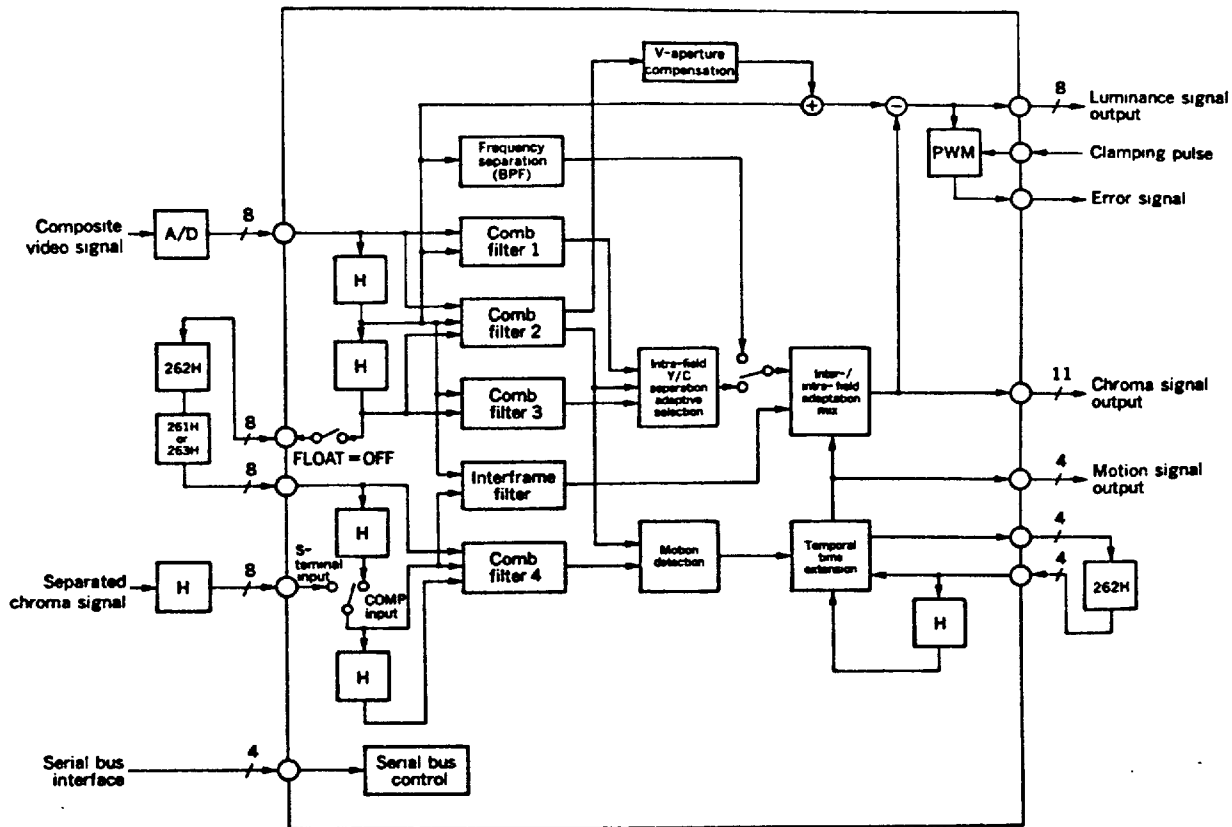 V-aperture
compensation
8
Luminance signal
output
+
−
Frequency
separation
(BPF)
PWM
Clamping pulse
Error signal
Composite
video signal
A/D
8
Comb
filter 1
H
Comb
filter 2
H
262H
261H
or
263H
8
FLOAT=OFF
8
Comb
filter 3
Intra-field
Y/C
separation
adaptive
selection
Inter-/
intra-field
adaptation
mix
11
Chroma signal
output
Interframe
filter
4
Motion signal
output
H
S-
terminal
input
COMP
input
Comb
filter 4
Motion
detection
Temporal
time
extension
4
4
262H
H
Separated
chroma signal
H
8
H
Serial bus
interface
4
Serial bus
control